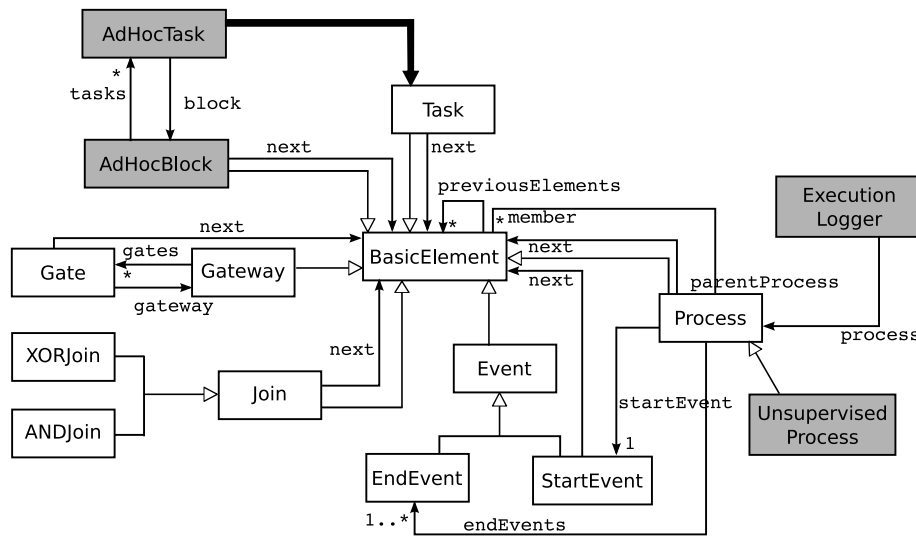 AdHocTask
*
tasks
block
Task
AdHocBlock
next
next
previousElements
Execution
Logger
*
*
member
next
gates
Gate
*
Gateway
BasicElement
next
next
gateway
parentProcess
Process
process
XORJoin
next
Event
Join
startEvent
Unsupervised
Process
ANDJoin
1
EndEvent
StartEvent
1..*
endEvents